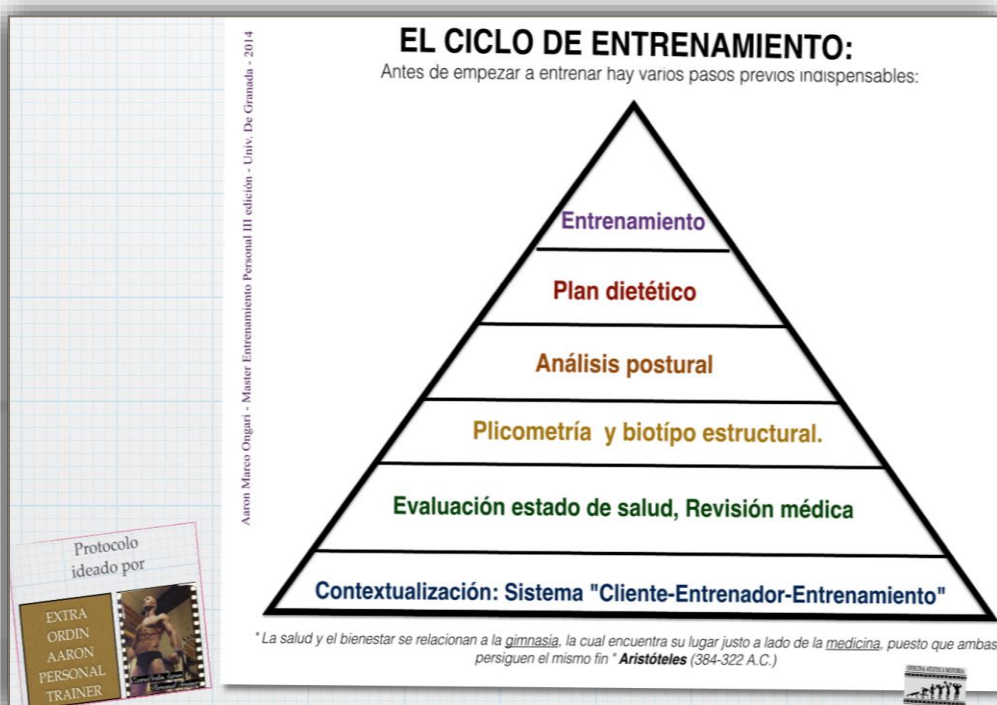 EL CICLO DE ENTRENAMIENTO:
Antes de empezar a entrenar hay varios pasos previos indispensables:
Aaron Marco Ongari - Master Entrenamiento Personal III edición - Univ. De Granada - 2014
Entrenamiento
Plan dietético
Análisis postural
Plicometría y biotípo estructural.
Evaluación estado de salud, Revisión médica
Contextualización: Sistema "Cliente-Entrenador-Entrenamiento"
" La salud y el bienestar se relacionan a la gimnasia, la cual encuentra su lugar justo a lado de la medicina, puesto que ambas
persiguen el mismo fin " Aristóteles (384-322 A.C.)
Protocolo
ideado por
EXTRA
ORDIN
AARON
PERSONAL
TRAINER